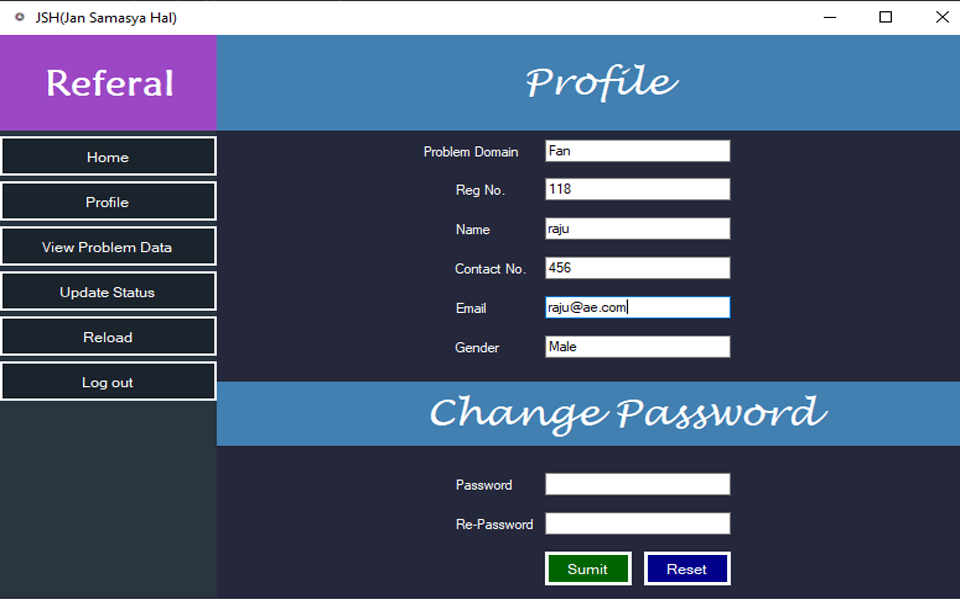 JSH(Jan Samasya Hal)
Referal
Profile
Home
Profile
View Problem Data
Update Status
Reload
Log out
Problem Domain Fan
Reg No. 118
Name raju
Contact No. 456
Email raju@ae.com
Gender Male
Change Password
Password
Re-Password
Sumit Reset